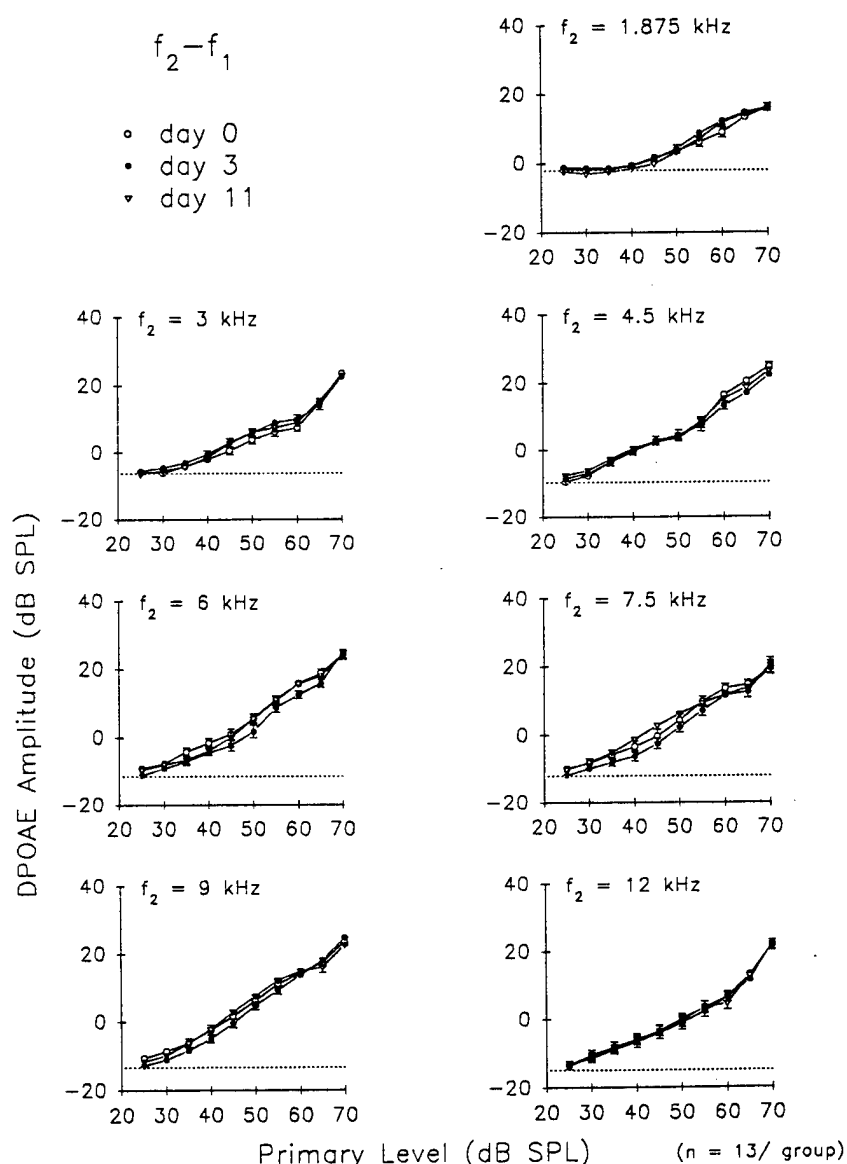 f2−f1
day 0
day 3
day 11
f2 = 1.875 kHz
40
20
0
−20
20 30 40 50 60 70
f2 = 3 kHz
40
20
0
−20
20 30 40 50 60 70
f2 = 4.5 kHz
40
20
0
−20
20 30 40 50 60 70
f2 = 6 kHz
40
20
0
−20
20 30 40 50 60 70
f2 = 7.5 kHz
40
20
0
−20
20 30 40 50 60 70
f2 = 9 kHz
40
20
0
−20
20 30 40 50 60 70
f2 = 12 kHz
40
20
0
−20
20 30 40 50 60 70
DPOAE Amplitude (dB SPL)
Primary Level (dB SPL)
(n = 13/ group)